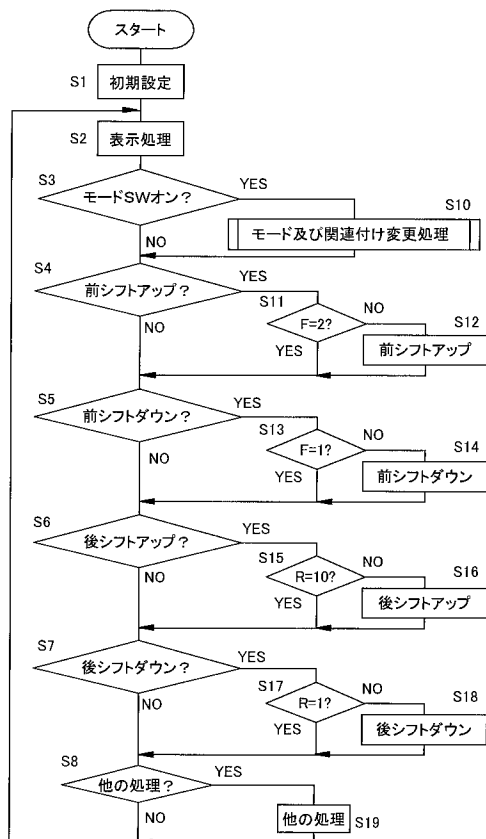 スタート
S1
初期設定
S2
表示処理
S3
モードSWオン？
YES
NO
S10
モード及び関連付け変更処理
S4
前シフトアップ？
YES
NO
S11
F=2?
NO
YES
S12
前シフトアップ
S5
前シフトダウン？
YES
NO
S13
F=1?
NO
YES
S14
前シフトダウン
S6
後シフトアップ？
YES
NO
S15
R=10?
NO
YES
S16
後シフトアップ
S7
後シフトダウン？
YES
NO
S17
R=1?
NO
YES
S18
後シフトダウン
S8
他の処理？
YES
NO
他の処理
S19